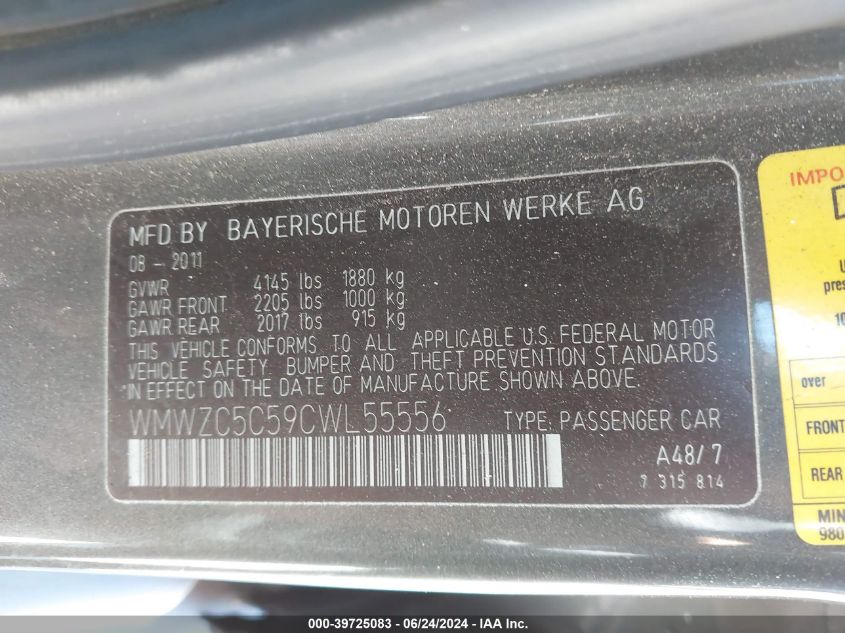 MFD BY BAYERISCHE MOTOREN WERKE AG
08 - 2011
GVWR 4145 lbs 1880 kg
GAWR FRONT 2205 lbs 1000 kg
GAWR REAR 2017 lbs 915 kg
THIS VEHICLE CONFORMS TO ALL APPLICABLE U.S. FEDERAL MOTOR
VEHICLE SAFETY, BUMPER AND THEFT PREVENTION STANDARDS
IN EFFECT ON THE DATE OF MANUFACTURE SHOWN ABOVE.
WMWZC5C59CWL55556 TYPE: PASSENGER CAR
A48/7
7 315 814
IMPO
U
pres
10
over
FRONT
REAR
MIN
980
000-39725083 / 06/24/2024 - IAA Inc.